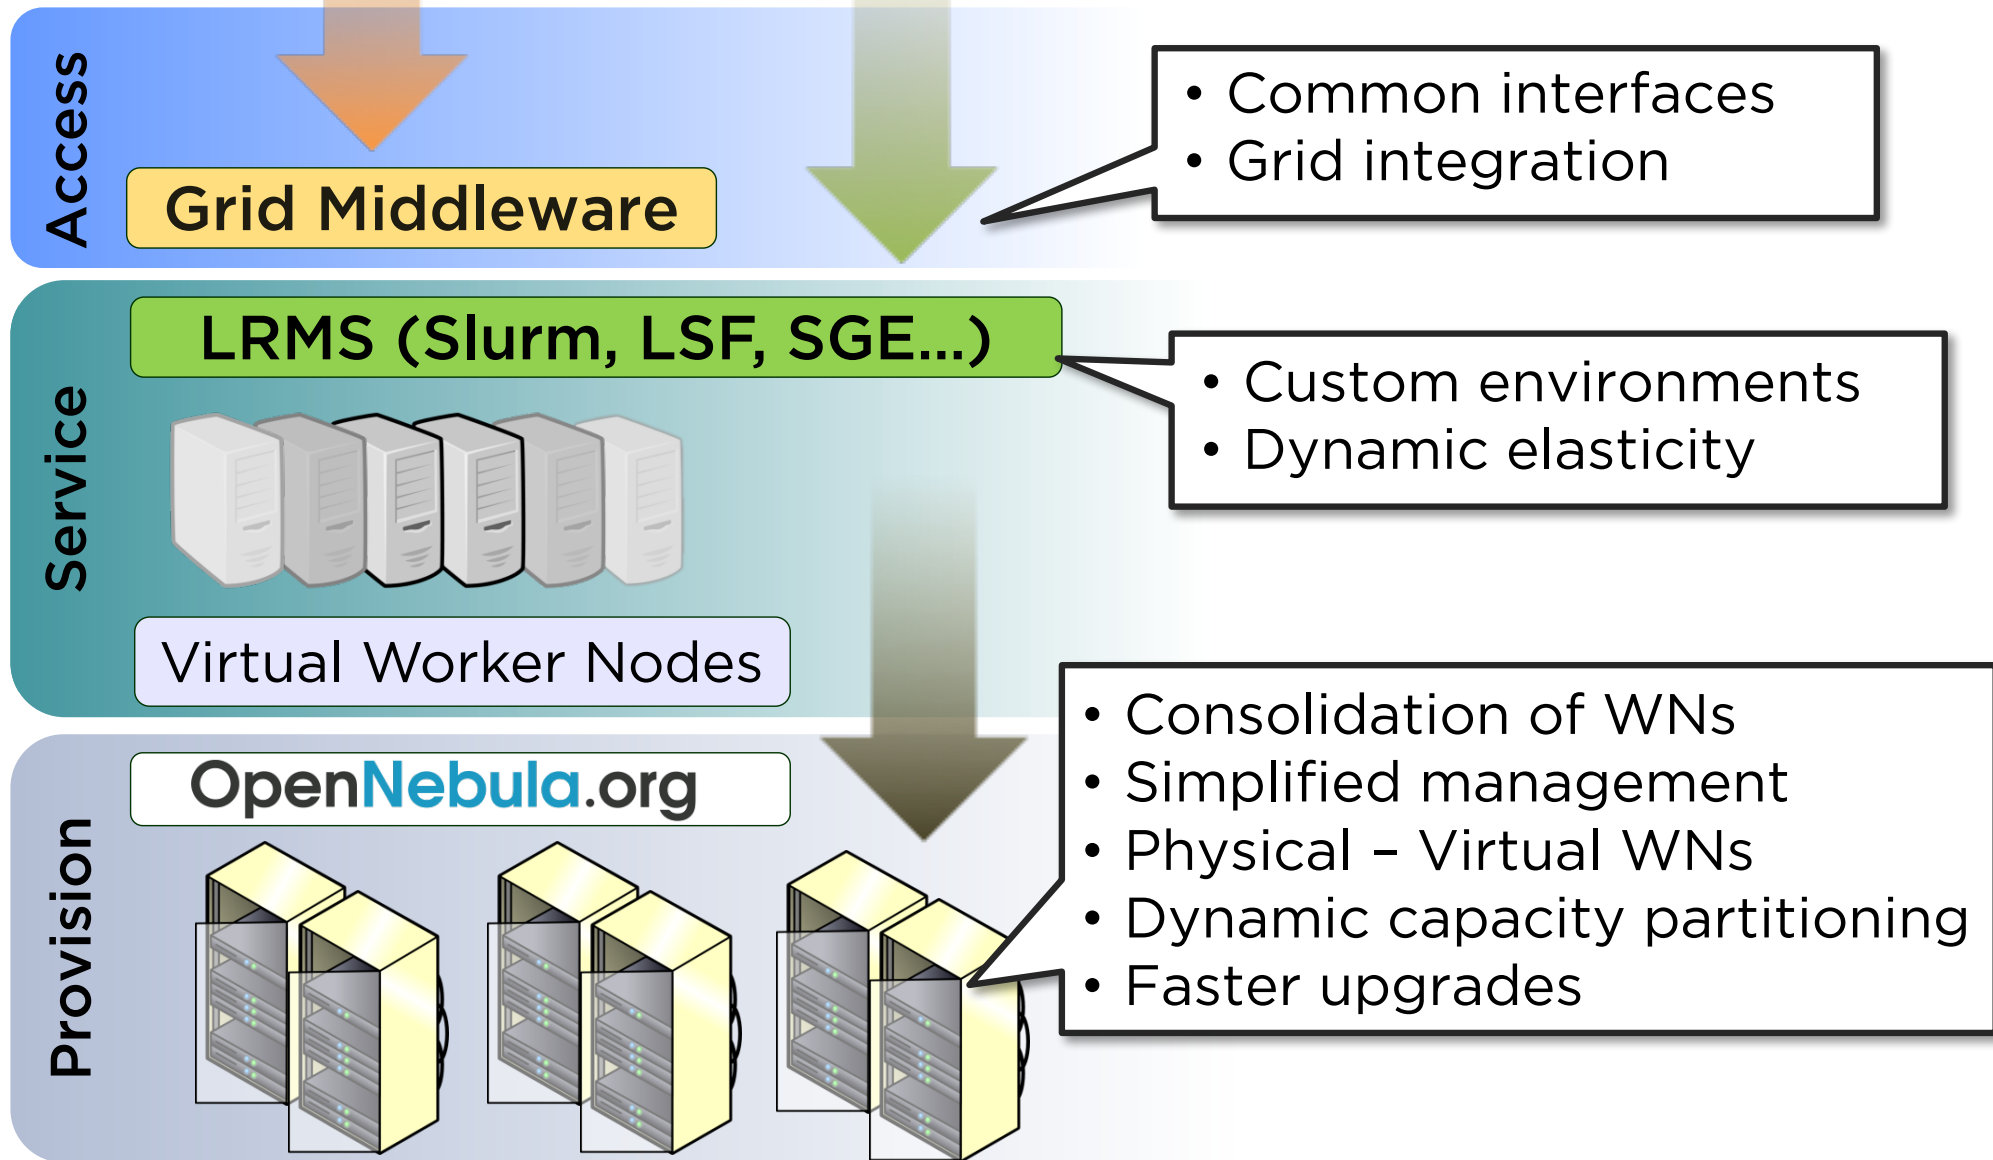 Access
Grid Middleware
• Common interfaces
• Grid integration
Service
LRMS (Slurm, LSF, SGE...)
• Custom environments
• Dynamic elasticity
Virtual Worker Nodes
Provision
OpenNebula.org
• Consolidation of WNs
• Simplified management
• Physical – Virtual WNs
• Dynamic capacity partitioning
• Faster upgrades